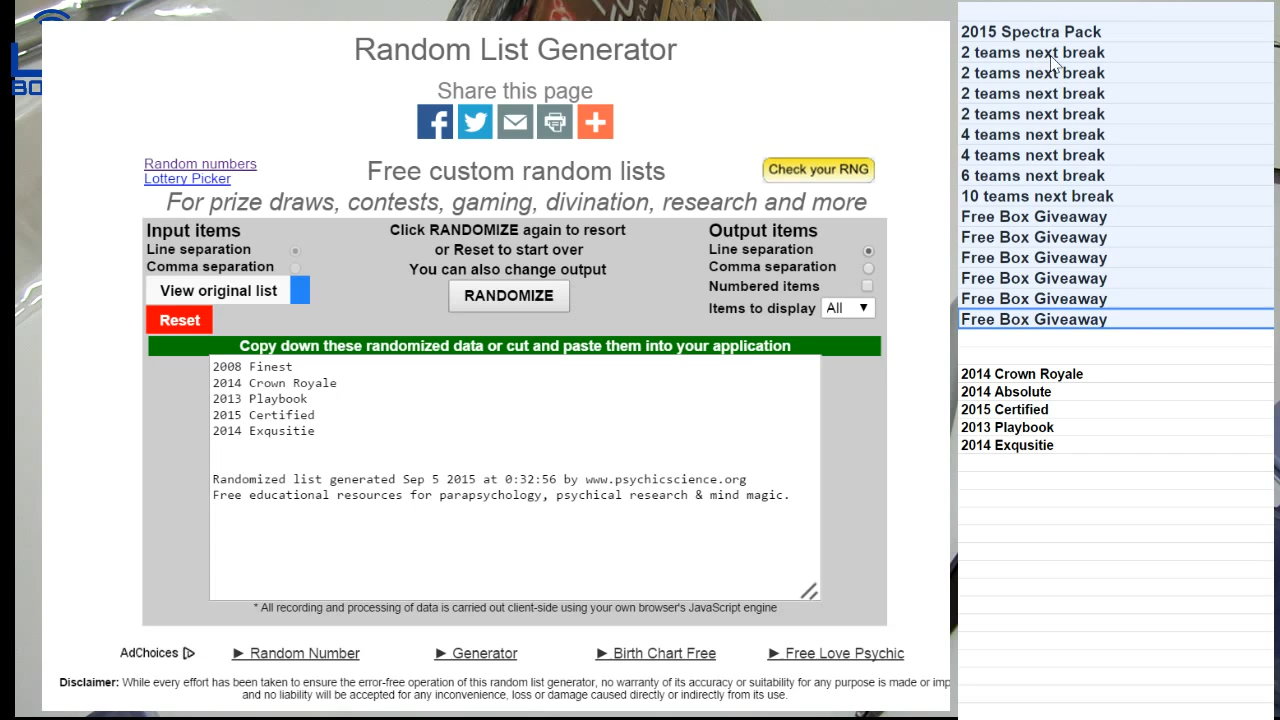 Random List Generator
Share this page
Random numbers
Lottery Picker
Free custom random lists
Check your RNG
For prize draws, contests, gaming, divination, research and more
Input items
Line separation
Comma separation
View original list
Reset
Click RANDOMIZE again to resort
or Reset to start over
You can also change output
RANDOMIZE
Output items
Line separation
Comma separation
Numbered items
Items to display All
Copy down these randomized data or cut and paste them into your application
2008 Finest
2014 Crown Royale
2013 Playbook
2015 Certified
2014 Exqusitie
Randomized list generated Sep 5 2015 at 0:32:56 by www.psychicscience.org
Free educational resources for parapsychology, psychical research & mind magic.
* All recording and processing of data is carried out client-side using your own browser's JavaScript engine
AdChoices
► Random Number
► Generator
► Birth Chart Free
► Free Love Psychic
Disclaimer: While every effort has been taken to ensure the error-free operation of this random list generator, no warranty of its accuracy or suitability for any purpose is made or imp
and no liability will be accepted for any inconvenience, loss or damage caused directly or indirectly from its use.
2015 Spectra Pack
2 teams next break
2 teams next break
2 teams next break
2 teams next break
4 teams next break
4 teams next break
6 teams next break
10 teams next break
Free Box Giveaway
Free Box Giveaway
Free Box Giveaway
Free Box Giveaway
Free Box Giveaway
Free Box Giveaway
2014 Crown Royale
2014 Absolute
2015 Certified
2013 Playbook
2014 Exqusitie